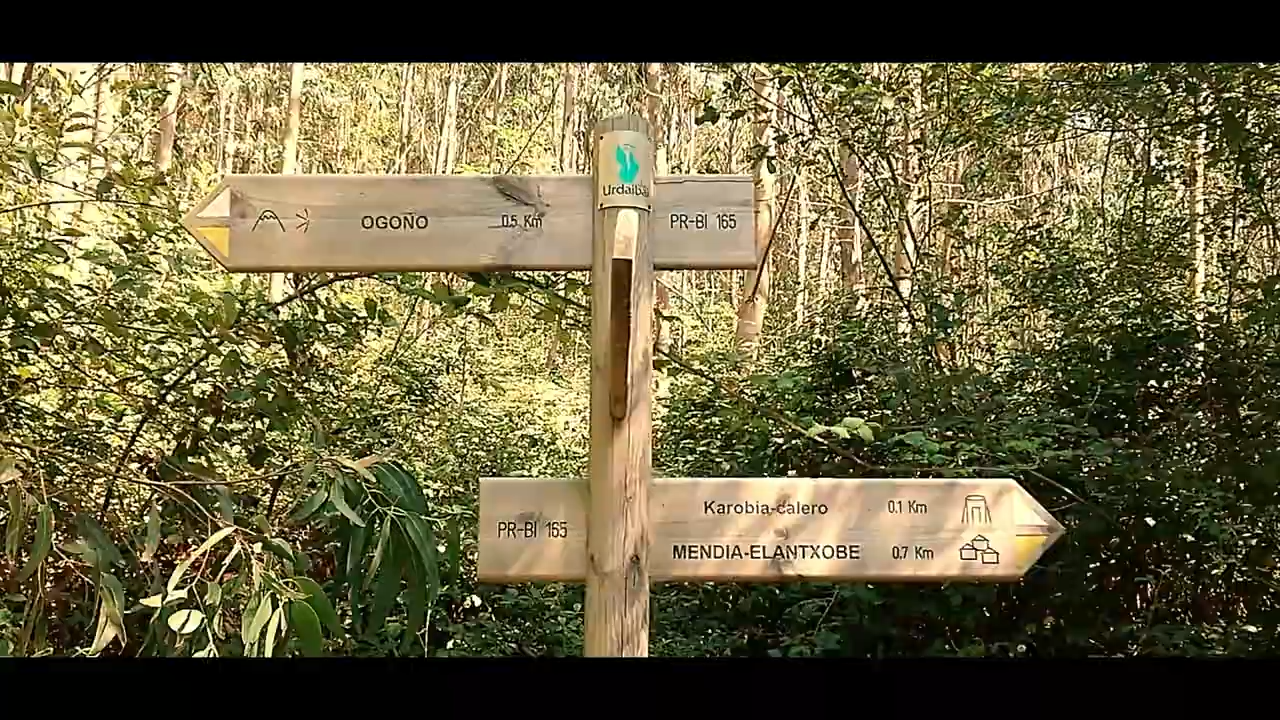 Urdaibai
OGOÑO 0.5 Km PR-BI 165
PR-BI 165
Karobia-calero 0.1 Km
MENDIA-ELANTXOBE 0.7 Km